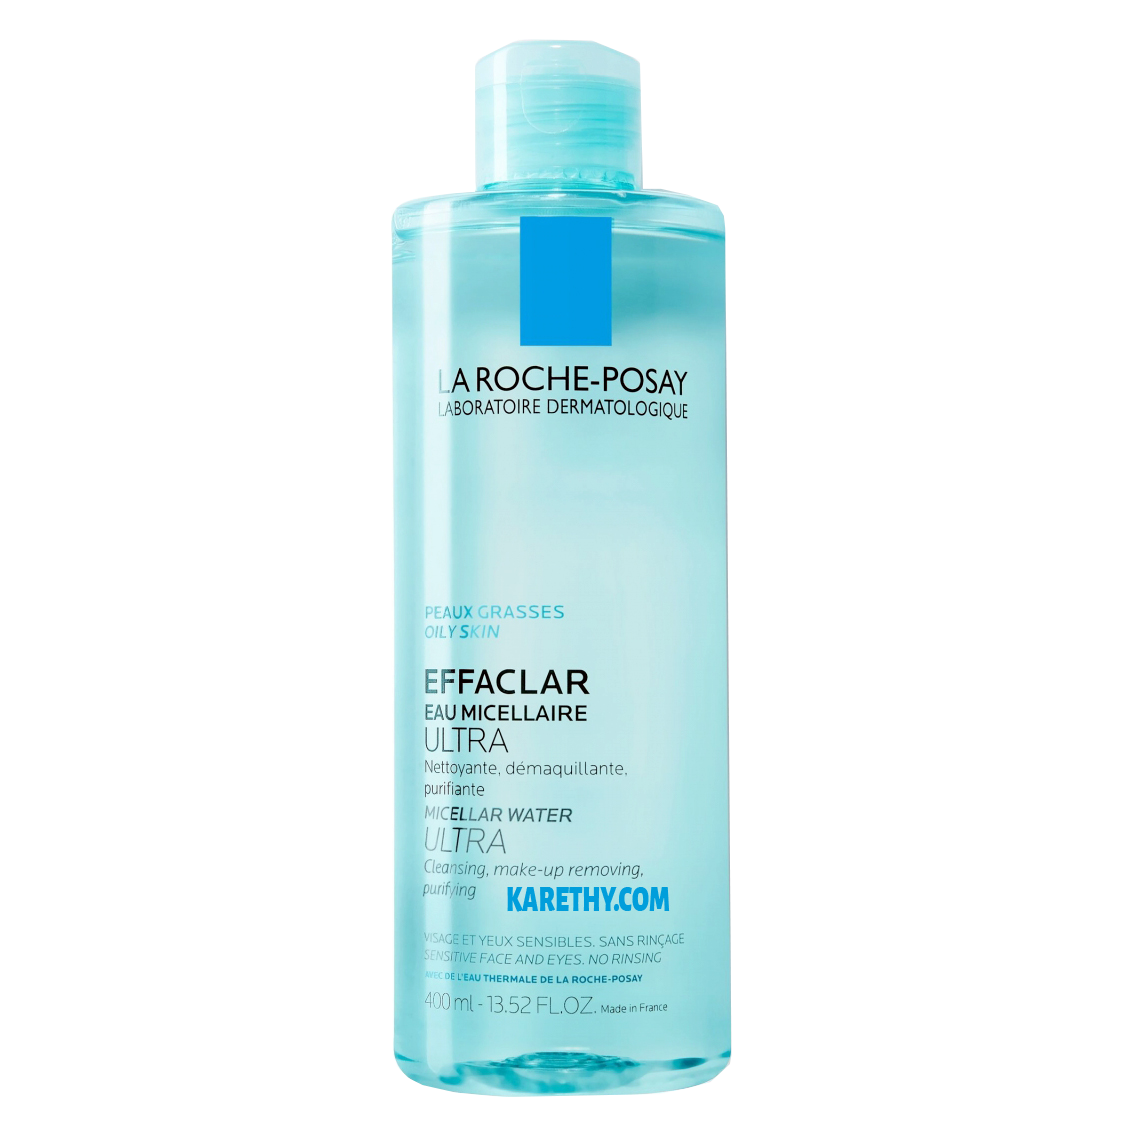 LA ROCHE-POSAY
LABORATOIRE DERMATOLOGIQUE
PEAUX GRASSES
OILY SKIN
EFFACLAR
EAU MICELLAIRE
ULTRA
Nettoyante, démaquillante,
purifiante
MICELLAR WATER
ULTRA
Cleansing, make-up removing,
purifying
KARETHY.COM
VISAGE ET YEUX SENSIBLES. SANS RINÇAGE
SENSITIVE FACE AND EYES. NO RINSING
AVEC DE L'EAU THERMALE DE LA ROCHE-POSAY
400 ml - 13.52 FL.OZ. Made in France